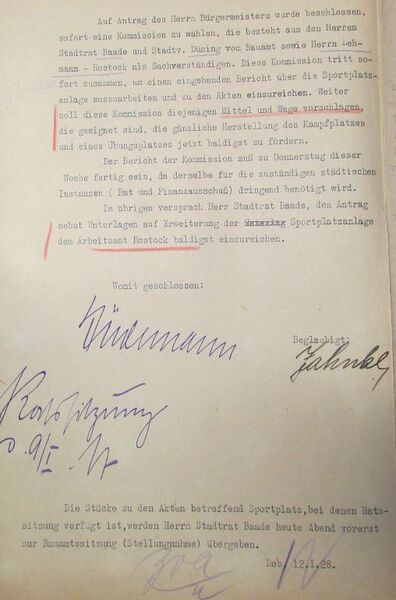 Auf Antrag des Herrn Bürgermeisters wurde beschlossen,
sofort eine Kommission zu wählen, die besteht aus den Herren
Stadtrat Baade und Stadtv. Düsing von Bauamt sowie Herrn Leh-
mann - Rostock als Sachverständigen. Diese Kommission tritt so-
fort zusammen, um einen eingehenden Bericht über die Sportplatz-
anlage auszuarbeiten und zu den Akten einzureichen. Weiter
soll diese Kommission diejenigen Mittel und Wege vorschlagen,
die geeignet sind, die gänzliche Herstellung des Kampfplatzes
und eines Übungsplatzes jetzt baldigst zu fördern.
Der Bericht der Kommission muß zu Donnerstag dieser
Woche fertig sein, da derselbe für die zuständigen städtischen
Instanzen ( Rat und Finanzausschuß) dringend benötigt wird.
Im übrigen versprach Herr Stadtrat Baade, den Antrag
nebst Unterlagen auf Erweiterung der Sportplatzanlage
den Arbeitsamt Rostock baldigst einzureichen.
Womit geschlossen:
Beglaubigt:
Ratssitzung
9/I.
Die Stücke zu den Akten betreffend Sportplatz, bei denen Rats-
sitzung verfügt ist, werden Herrn Stadtrat Baade heute Abend vorerst
zur Bauamtssitzung (Stellungnahme) übergeben.
Dob. 12.1.28.